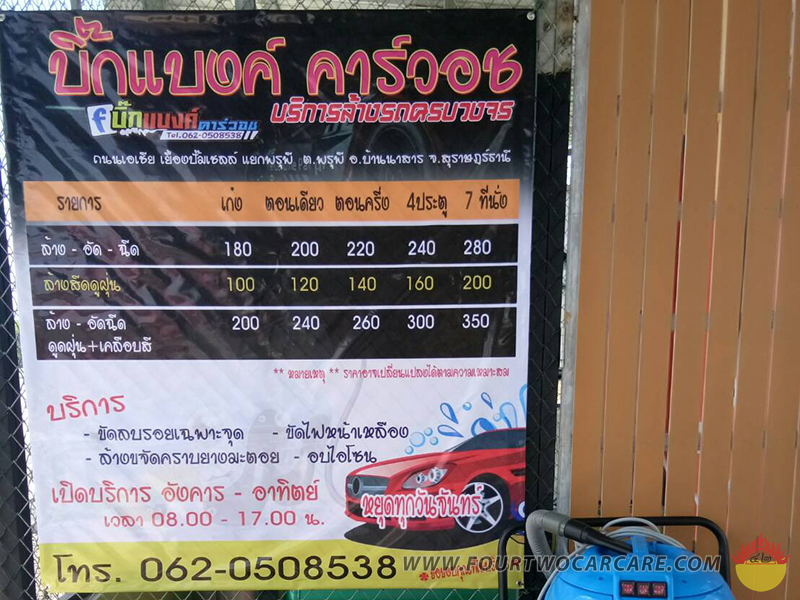 บิ๊กแบงค์ คาร์วอช
บริการล้างรถครบวงจร
f บิ๊กแบงค์ คาร์วอช
Tel.062-0508538
ถนนเอเชีย เยื้องปั้มเชลล์ แยกพรุพี ต.พรุพี อ.บ้านนาสาร จ.สุราษฎร์ธานี
รายการ เก๋ง ตอนเดียว ตอนครึ่ง 4ประตู 7 ที่นั่ง
ล้าง - อัด - ฉีด 180 200 220 240 280
ล้างสีดูดฝุ่น 100 120 140 160 200
ล้าง - อัดฉีด 200 240 260 300 350
ดูดฝุ่น+เคลือบสี
** หมายเหตุ ** ราคาอาจเปลี่ยนแปลงได้ตามความเหมาะสม
บริการ
- ขัดลบรอยเฉพาะจุด - ขัดไฟหน้าเหลือง
- ล้างขจัดคราบยางมะตอย - อบโอโซน
เปิดบริการ อังคาร - อาทิตย์
หยุดทุกวันจันทร์
เวลา 08.00 - 17.00 น.
โทร. 062-0508538
WWW.FOURTWOCARCARE.COM